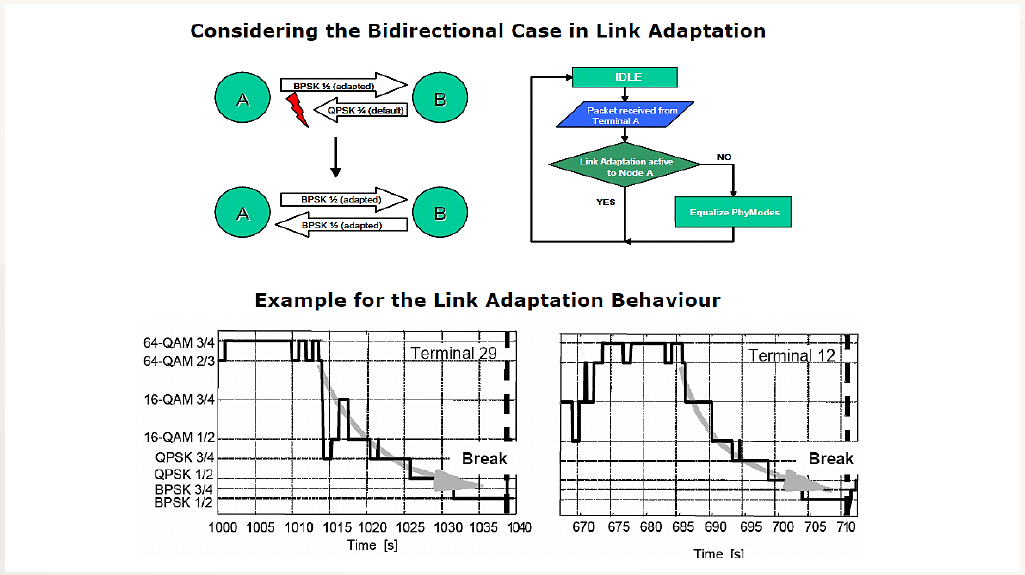 Considering the Bidirectional Case in Link Adaptation
A
BPSK ½ (adapted)
QPSK ¾ (default)
B
A
BPSK ½ (adapted)
BPSK ½ (adapted)
B
IDLE
Packet received from
Terminal A
Link Adaptation active
to Node A
NO
YES
Equalize PhyModes
Example for the Link Adaptation Behaviour
64-QAM 3/4
64-QAM 2/3
16-QAM 3/4
16-QAM 1/2
QPSK 3/4
QPSK 1/2
BPSK 3/4
BPSK 1/2
Terminal 29
Break
1000 1005 1010 1015 1020 1025 1030 1035 1040
Time [s]
Terminal 12
Break
670 675 680 685 690 695 700 705 710
Time [s]